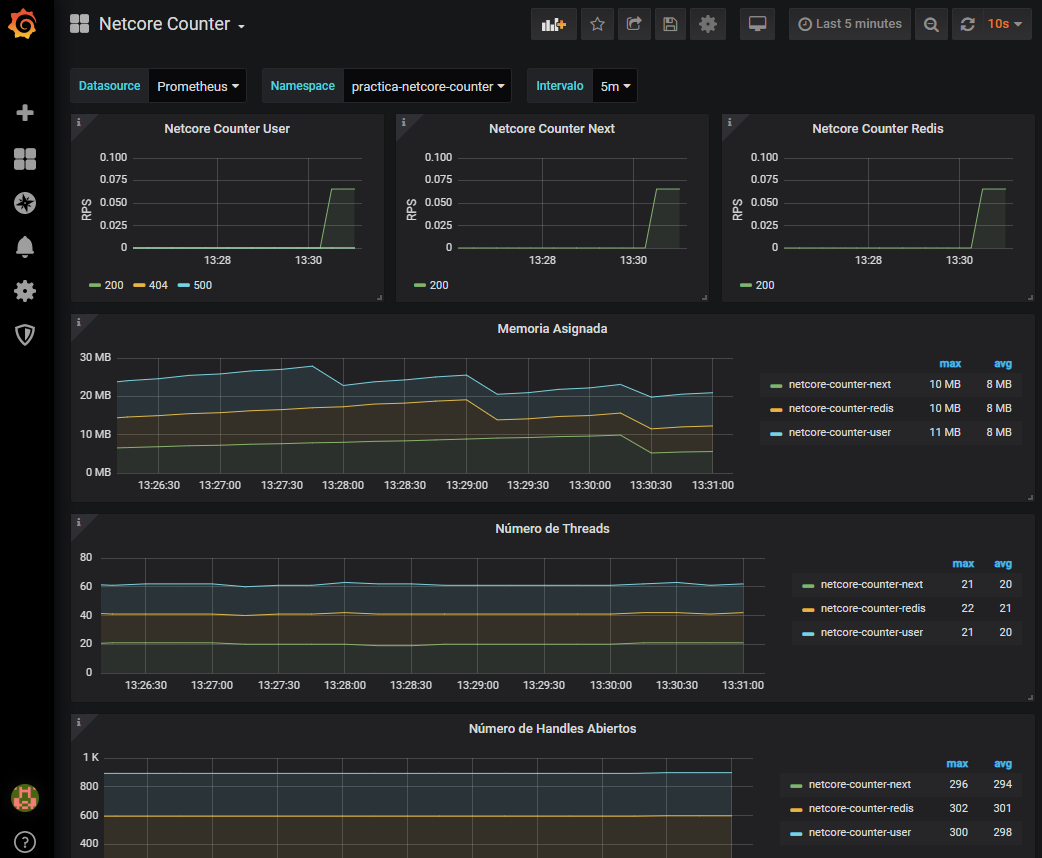 Netcore Counter
Last 5 minutes 10s
Datasource Prometheus Namespace practica-netcore-counter Intervalo 5m
Netcore Counter User
RPS
0.100
0.075
0.050
0.025
0
13:28 13:30
200 404 500
Netcore Counter Next
RPS
0.100
0.075
0.050
0.025
0
13:28 13:30
200
Netcore Counter Redis
RPS
0.100
0.075
0.050
0.025
0
13:28 13:30
200
Memoria Asignada
30 MB
20 MB
10 MB
0 MB
13:26:30 13:27:00 13:27:30 13:28:00 13:28:30 13:29:00 13:29:30 13:30:00 13:30:30 13:31:00
max avg
netcore-counter-next 10 MB 8 MB
netcore-counter-redis 10 MB 8 MB
netcore-counter-user 11 MB 8 MB
Número de Threads
80
60
40
20
0
13:26:30 13:27:00 13:27:30 13:28:00 13:28:30 13:29:00 13:29:30 13:30:00 13:30:30 13:31:00
max avg
netcore-counter-next 21 20
netcore-counter-redis 22 21
netcore-counter-user 21 20
Número de Handles Abiertos
1 K
800
600
400
max avg
netcore-counter-next 296 294
netcore-counter-redis 302 301
netcore-counter-user 300 298